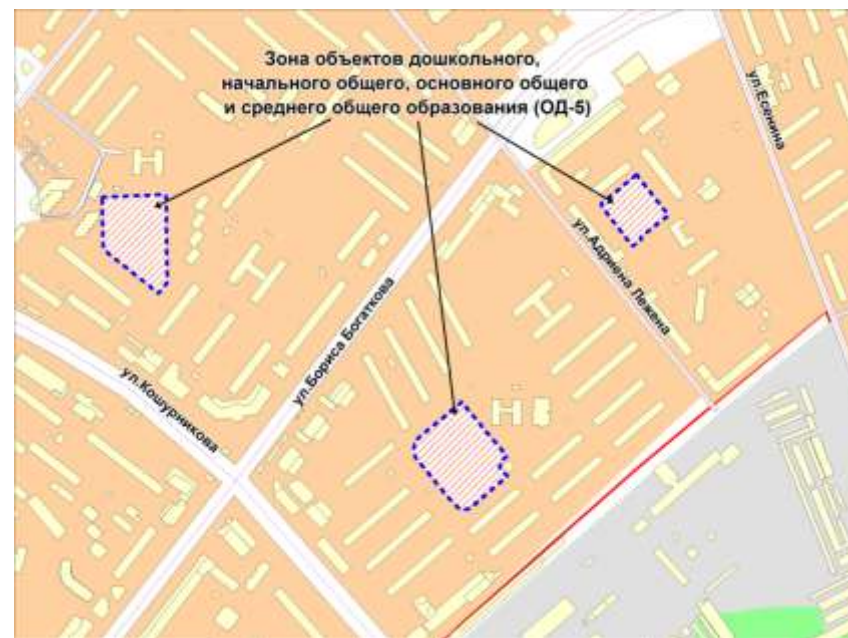 Зона объектов дошкольного,
начального общего, основного общего
и среднего общего образования (ОД-5)
ул.Есенина
ул.Адриена Лежена
ул.Бориса Богаткова
ул.Кошурникова